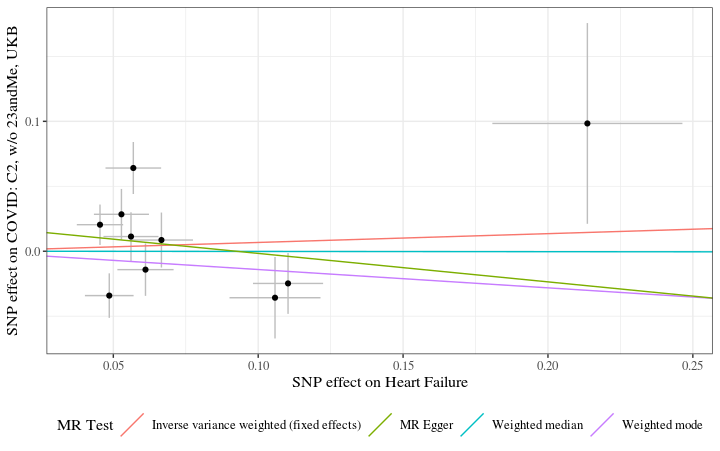 SNP effect on COVID: C2, w/o 23andMe, UKB
0.1
0.0
0.05
0.10
0.15
0.20
0.25
SNP effect on Heart Failure
MR Test
Inverse variance weighted (fixed effects)
MR Egger
Weighted median
Weighted mode